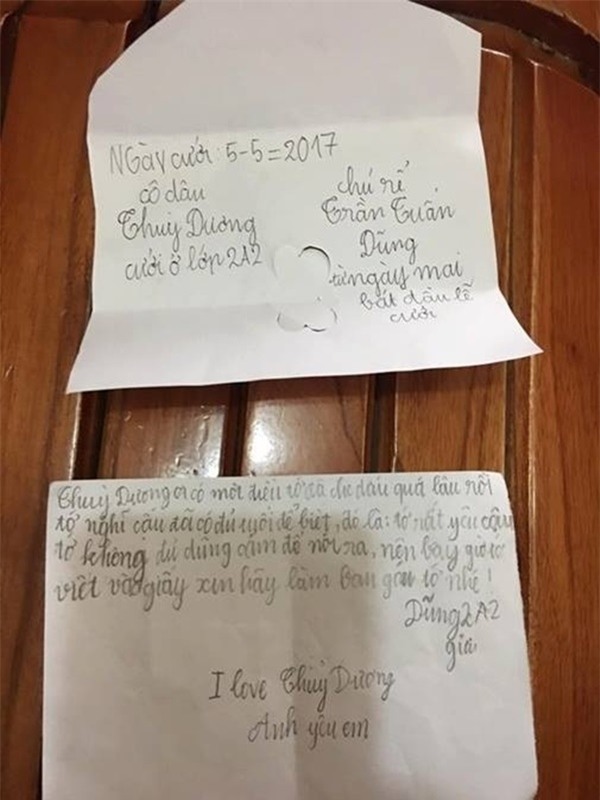 NGÀY cưới: 5-5=2017
cô dâu
Thuỳ Dương
cưới ở lớp 2A2
chú rể
Trần Tuấn
Dũng
từ ngày mai
bắt đầu lễ
cưới
Thuỳ Dương ơi có một điều tớ đã che dấu quá lâu rồi
tớ nghĩ cậu đã có đủ tuổi để biết, đó là: tớ rất yêu cậu
tớ không đủ dũng cảm để nói ra, nên bây giờ tớ
viết vào giấy xin hãy làm bạn gái tớ nhé!
Dũng 2A2
I love Thuỳ Dương
Anh yêu em